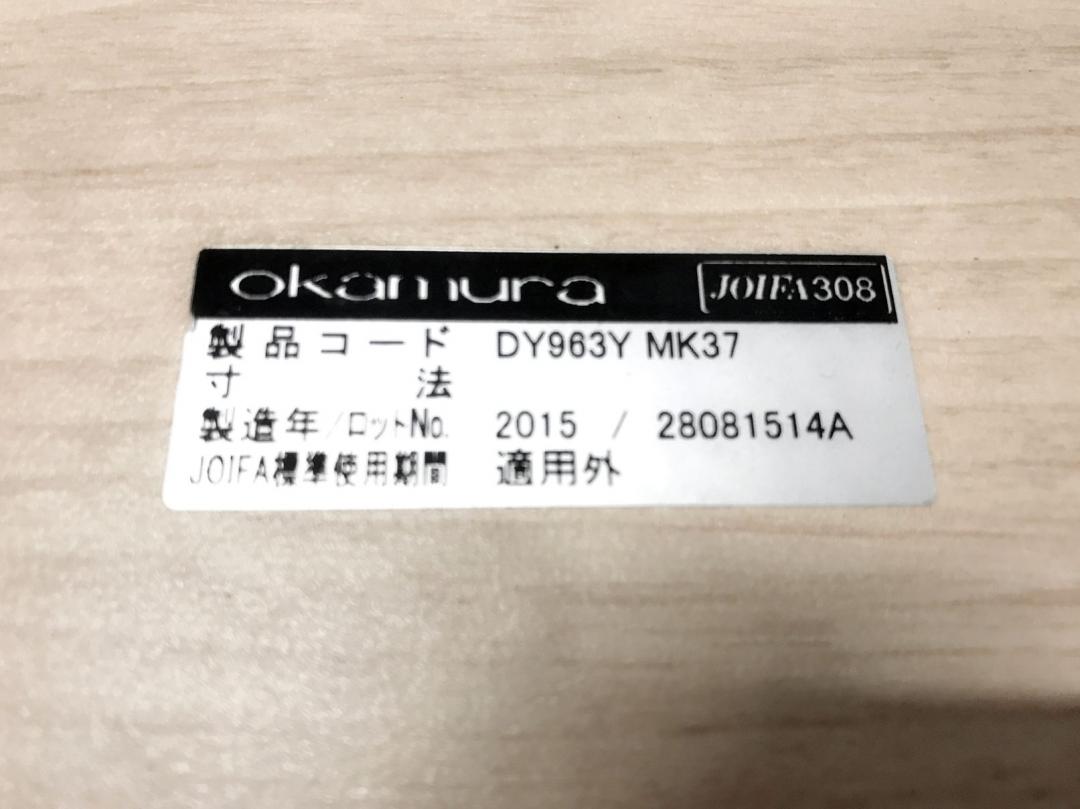 okamura JOIFA308
製品コード DY963Y MK37
寸法
製造年/ロットNo. 2015 / 28081514A
JOIFA標準使用期間 適用外